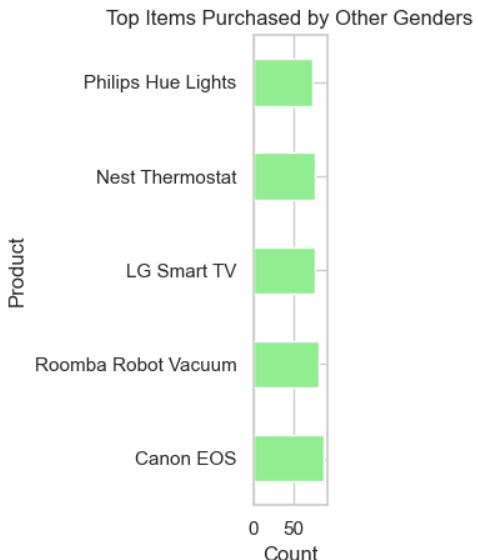 Top Items Purchased by Other Genders
Philips Hue Lights
Nest Thermostat
LG Smart TV
Roomba Robot Vacuum
Canon EOS
Product
0 50
Count